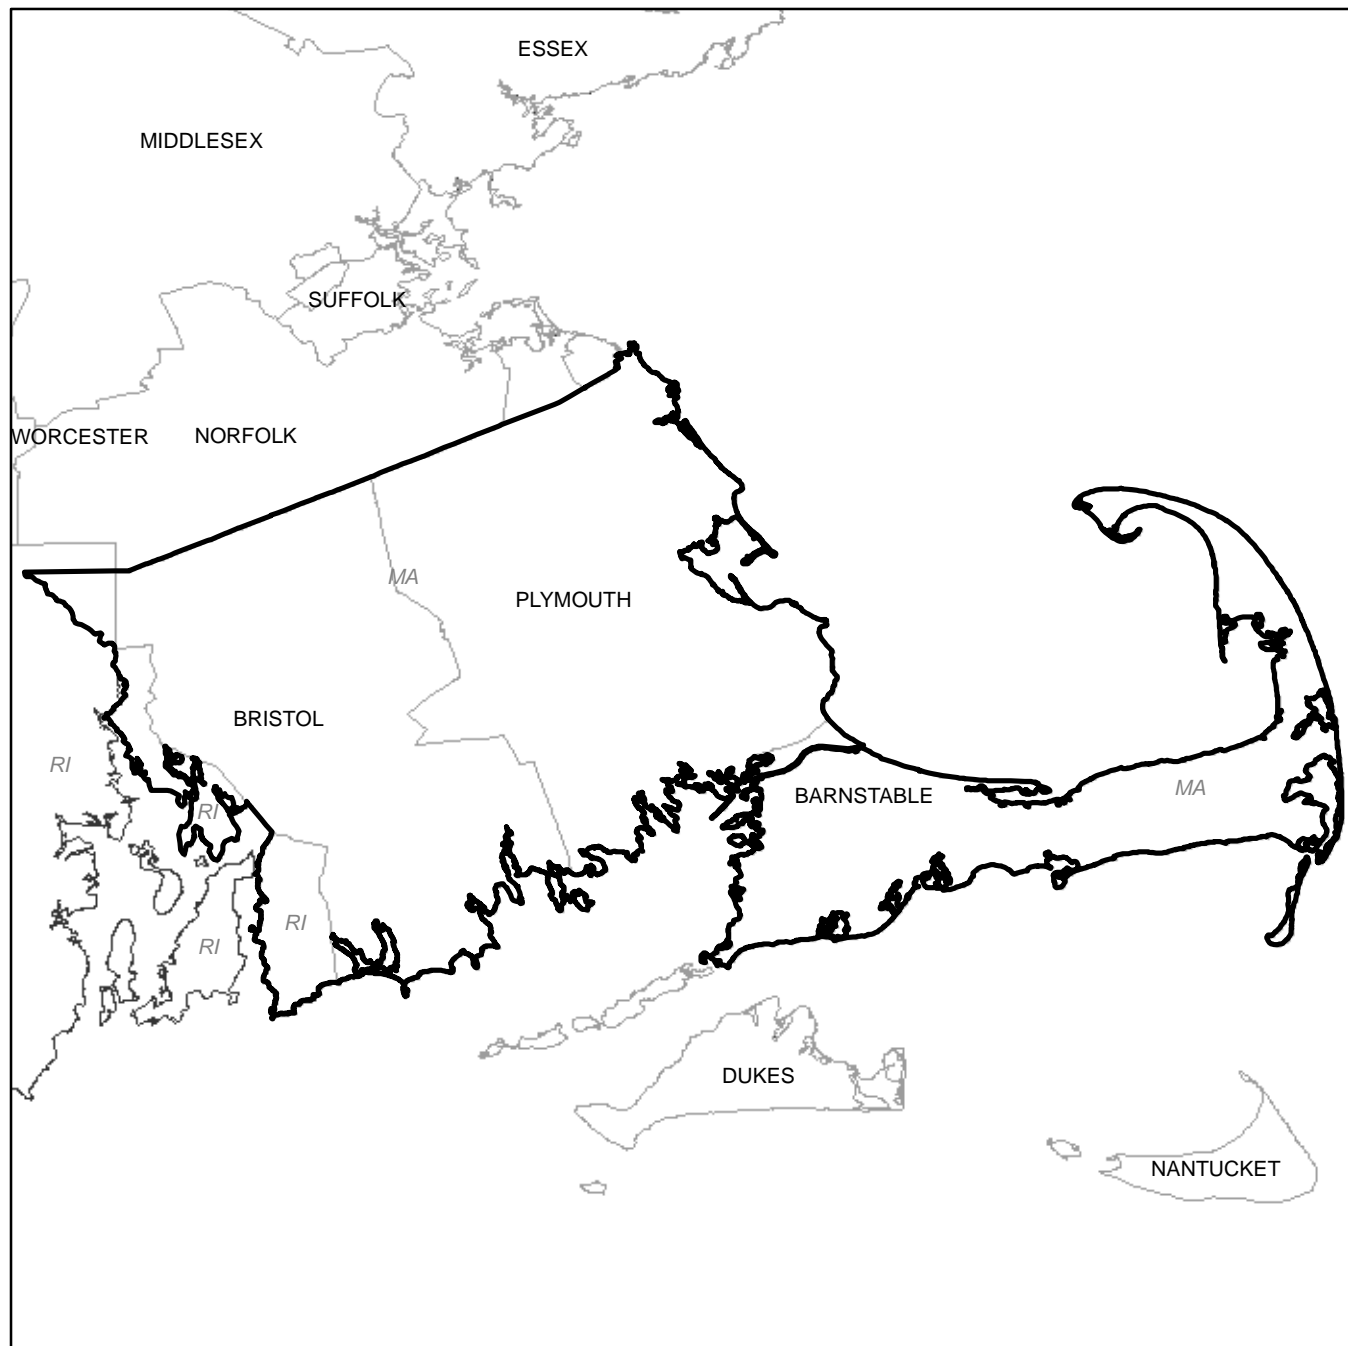 ESSEX
MIDDLESEX
SUFFOLK
WORCESTER
NORFOLK
MA
PLYMOUTH
BRISTOL
RI
MA
BARNSTABLE
RI
RI
RI
DUKES
NANTUCKET